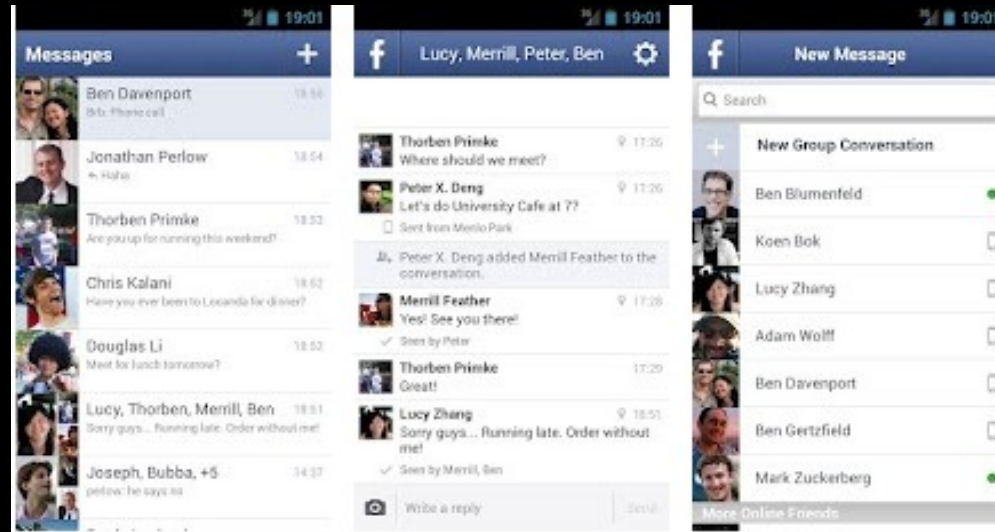 3G 19:01
Messages +
Ben Davenport 18:56
Brb. Phone call
Jonathan Perlow 18:54
Haha
Thorben Primke 18:53
Are you up for running this weekend?
Chris Kalani 18:52
Have you ever been to Locanda for dinner?
Douglas Li 18:52
Meet for lunch tomorrow?
Lucy, Thorben, Merrill, Ben 18:51
Sorry guys... Running late. Order without me!
Joseph, Bubba, +5 14:37
perlow: he says no
3G 19:01
f Lucy, Merrill, Peter, Ben
Thorben Primke 17:26
Where should we meet?
Peter X. Deng 17:26
Let's do University Cafe at 7?
Sent from Menlo Park
Peter X. Deng added Merrill Feather to the
conversation.
Merrill Feather 17:28
Yes! See you there!
Seen by Peter
Thorben Primke 17:29
Great!
Lucy Zhang 18:51
Sorry guys... Running late. Order without
me!
Seen by Merrill, Ben
Write a reply Send
3G 19:01
f New Message
Search
+ New Group Conversation
Ben Blumenfeld
Koen Bok
Lucy Zhang
Adam Wolff
Ben Davenport
Ben Gertzfield
Mark Zuckerberg
More Online Friends